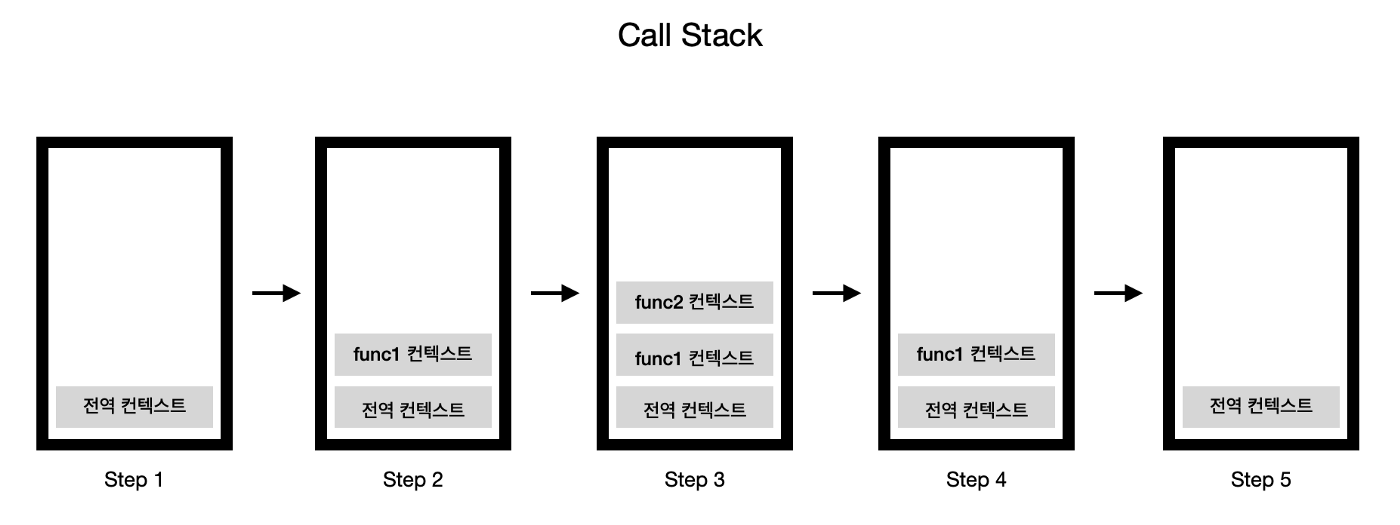 Call Stack
전역 컨텍스트
Step 1
func1 컨텍스트
전역 컨텍스트
Step 2
func2 컨텍스트
func1 컨텍스트
전역 컨텍스트
Step 3
func1 컨텍스트
전역 컨텍스트
Step 4
전역 컨텍스트
Step 5